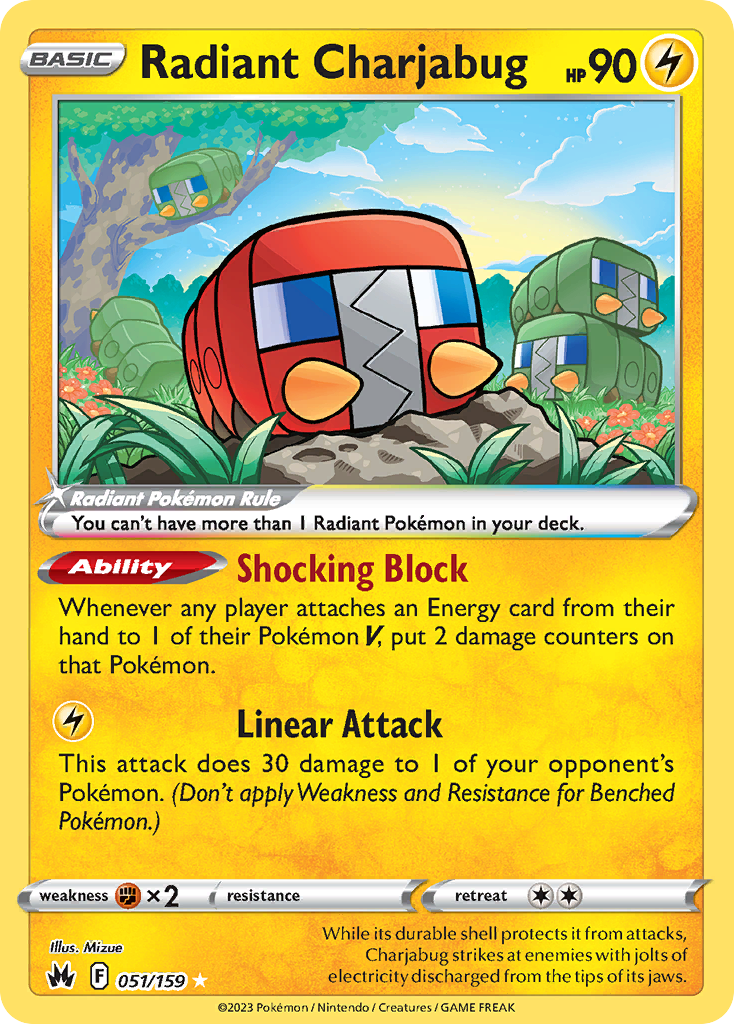 BASIC
Radiant Charjabug
HP 90
Radiant Pokémon Rule
You can't have more than 1 Radiant Pokémon in your deck.
Ability
Shocking Block
Whenever any player attaches an Energy card from their
hand to 1 of their Pokémon V, put 2 damage counters on
that Pokémon.
Linear Attack
This attack does 30 damage to 1 of your opponent's
Pokémon. (Don't apply Weakness and Resistance for Benched
Pokémon.)
weakness ×2 resistance retreat
While its durable shell protects it from attacks,
Charjabug strikes at enemies with jolts of
electricity discharged from the tips of its jaws.
Illus. Mizue
F 051/159
©2023 Pokémon / Nintendo / Creatures / GAME FREAK